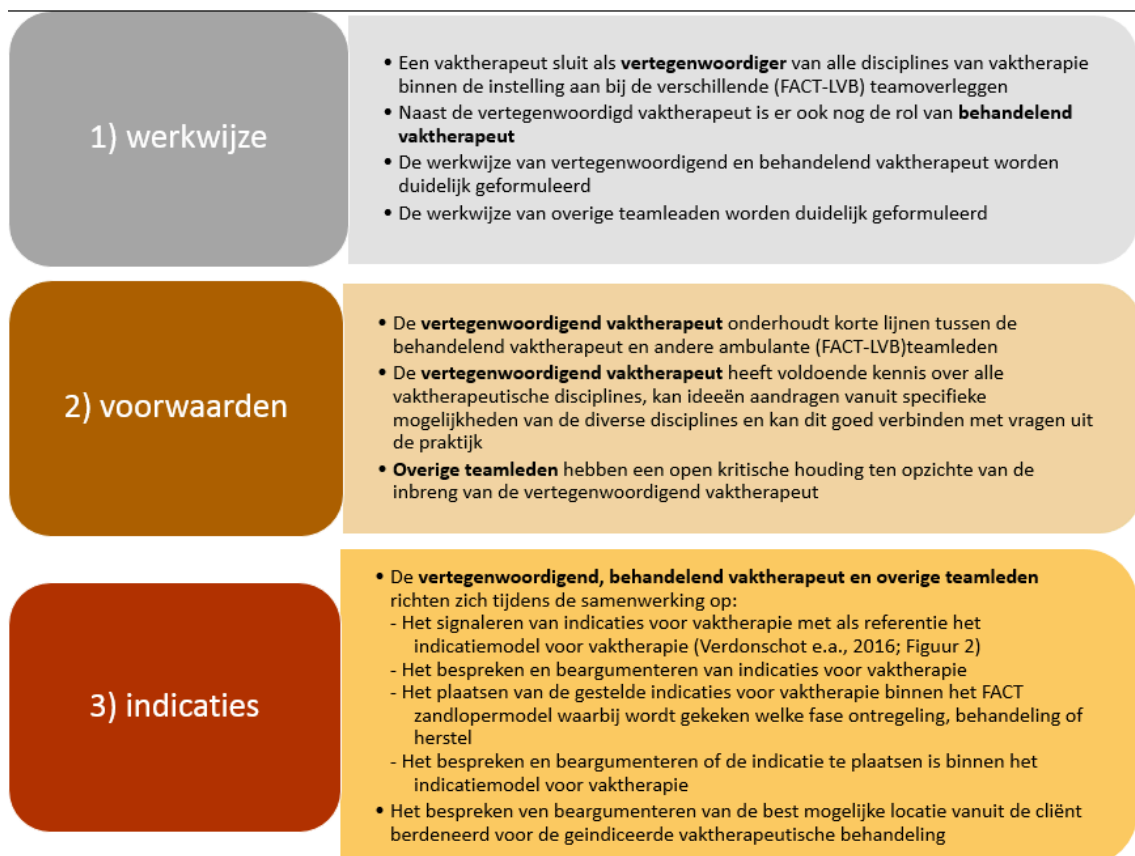 1) werkwijze
• Een vaktherapeut sluit als vertegenwoordiger van alle disciplines van vaktherapie
binnen de instelling aan bij de verschillende (FACT-LVB) teamoverleggen
• Naast de vertegenwoordigd vaktherapeut is er ook nog de rol van behandelend
vaktherapeut
• De werkwijze van vertegenwoordigend en behandelend vaktherapeut worden
duidelijk geformuleerd
• De werkwijze van overige teamleaden worden duidelijk geformuleerd
2) voorwaarden
• De vertegenwoordigend vaktherapeut onderhoudt korte lijnen tussen de
behandelend vaktherapeut en andere ambulante (FACT-LVB)teamleden
• De vertegenwoordigend vaktherapeut heeft voldoende kennis over alle
vaktherapeutische disciplines, kan ideeën aandragen vanuit specifieke
mogelijkheden van de diverse disciplines en kan dit goed verbinden met vragen uit
de praktijk
• Overige teamleden hebben een open kritische houding ten opzichte van de
inbreng van de vertegenwoordigend vaktherapeut
3) indicaties
• De vertegenwoordigend, behandelend vaktherapeut en overige teamleden
richten zich tijdens de samenwerking op:
- Het signaleren van indicaties voor vaktherapie met als referentie het
indicatiemodel voor vaktherapie (Verdonschot e.a., 2016; Figuur 2)
- Het bespreken en beargumenteren van indicaties voor vaktherapie
- Het plaatsen van de gestelde indicaties voor vaktherapie binnen het FACT
zandlopermodel waarbij wordt gekeken welke fase ontregeling, behandeling of
herstel
- Het bespreken en beargumenteren of de indicatie te plaatsen is binnen het
indicatiemodel voor vaktherapie
• Het bespreken ven beargumenteren van de best mogelijke locatie vanuit de cliënt
berdeneerd voor de geindiceerde vaktherapeutische behandeling